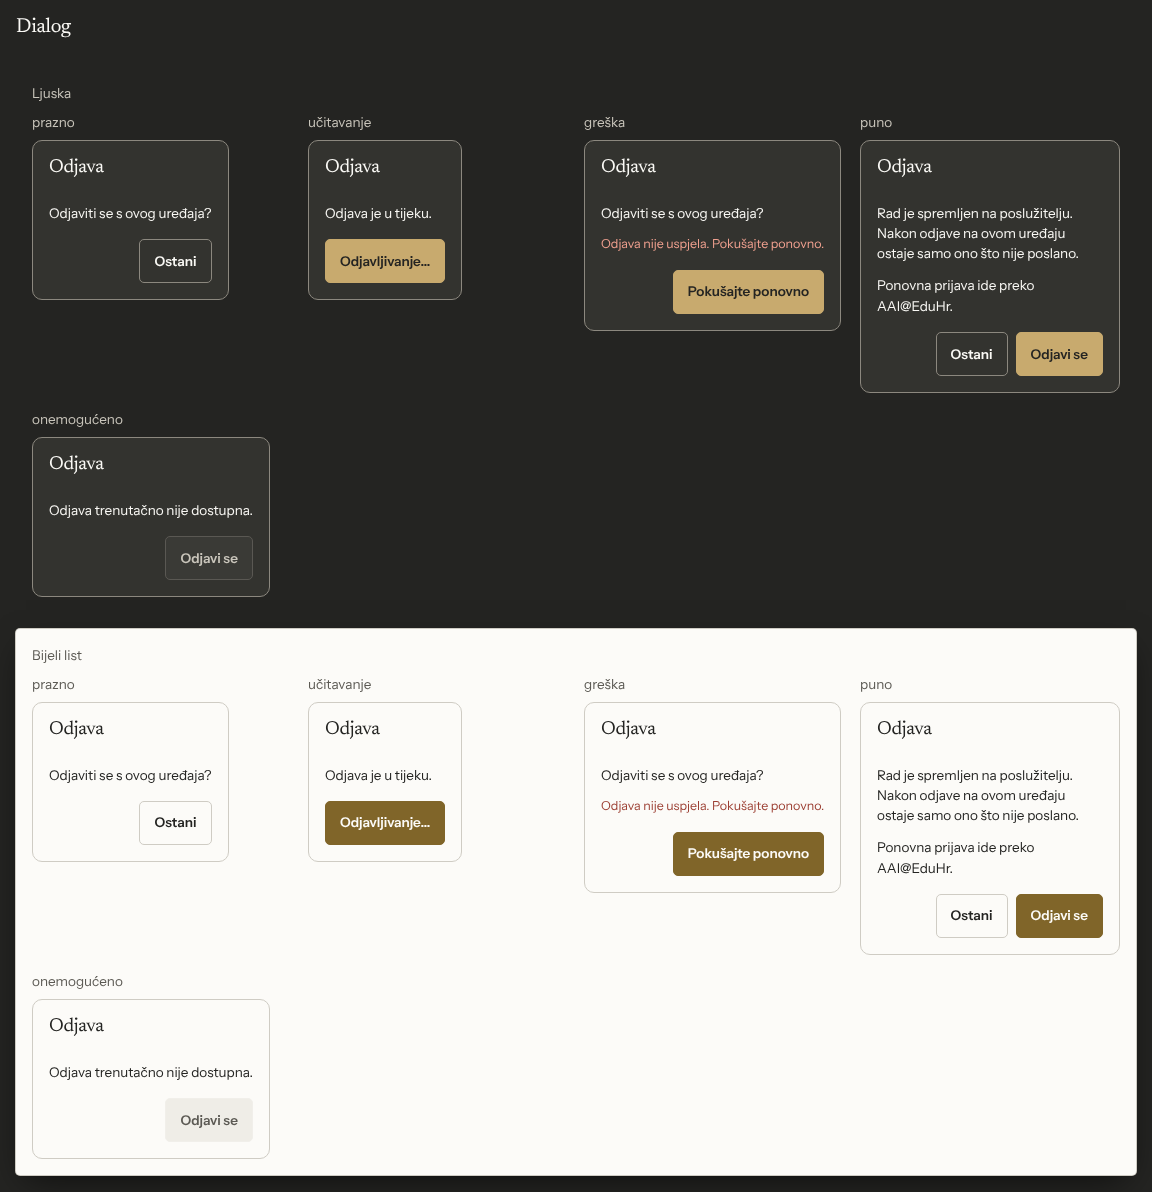 Dialog
Ljuska
prazno
Odjava
Odjaviti se s ovog uređaja?
Ostani
učitavanje
Odjava
Odjava je u tijeku.
Odjavljivanje…
greška
Odjava
Odjaviti se s ovog uređaja?
Odjava nije uspjela. Pokušajte ponovno.
Pokušajte ponovno
puno
Odjava
Rad je spremljen na poslužitelju.
Nakon odjave na ovom uređaju
ostaje samo ono što nije poslano.
Ponovna prijava ide preko
AAI@EduHr.
Ostani
Odjavi se
onemogućeno
Odjava
Odjava trenutačno nije dostupna.
Odjavi se
Bijeli list
prazno
Odjava
Odjaviti se s ovog uređaja?
Ostani
učitavanje
Odjava
Odjava je u tijeku.
Odjavljivanje…
greška
Odjava
Odjaviti se s ovog uređaja?
Odjava nije uspjela. Pokušajte ponovno.
Pokušajte ponovno
puno
Odjava
Rad je spremljen na poslužitelju.
Nakon odjave na ovom uređaju
ostaje samo ono što nije poslano.
Ponovna prijava ide preko
AAI@EduHr.
Ostani
Odjavi se
onemogućeno
Odjava
Odjava trenutačno nije dostupna.
Odjavi se